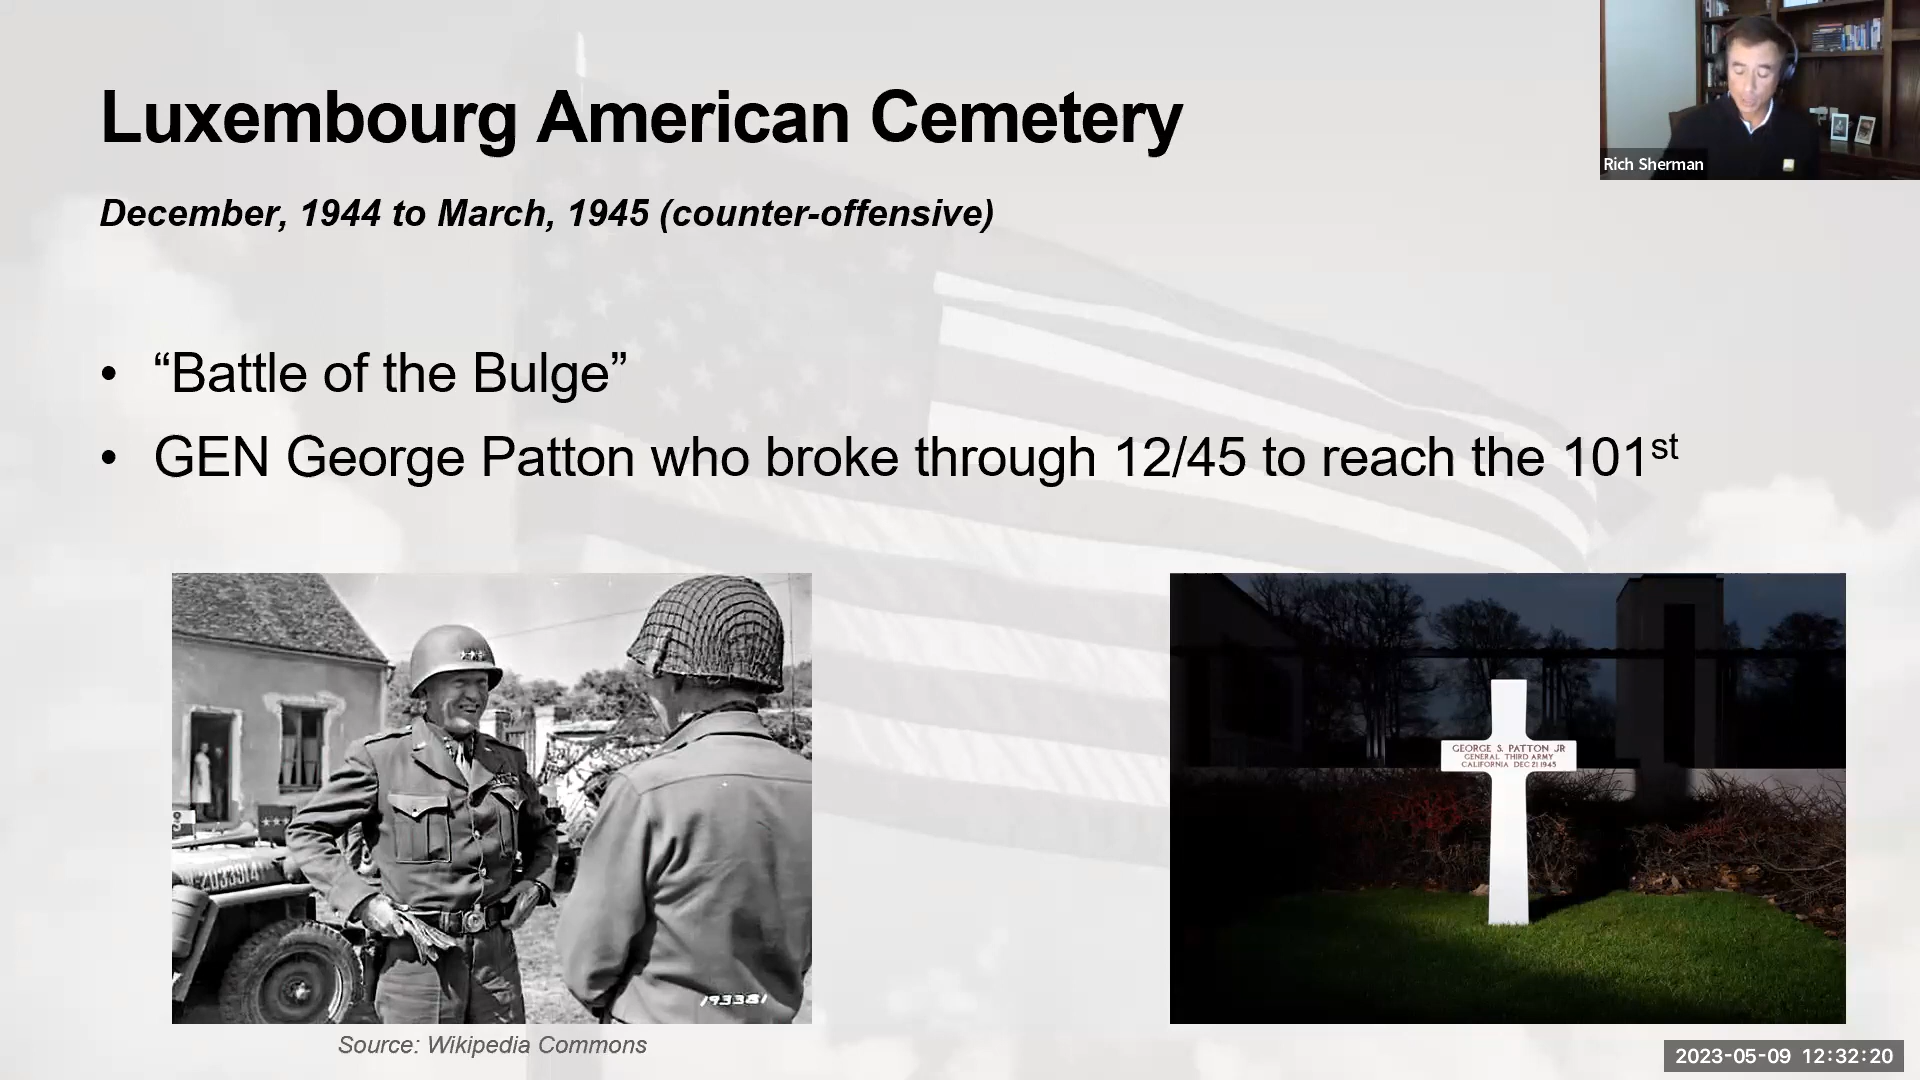 Luxembourg American Cemetery
Rich Sherman
December, 1944 to March, 1945 (counter-offensive)
• “Battle of the Bulge”
• GEN George Patton who broke through 12/45 to reach the 101st
GEORGE S. PATTON JR
GENERAL THIRD ARMY
CALIFORNIA DEC 21 1945
193381
Source: Wikipedia Commons
2023-05-09 12:32:20